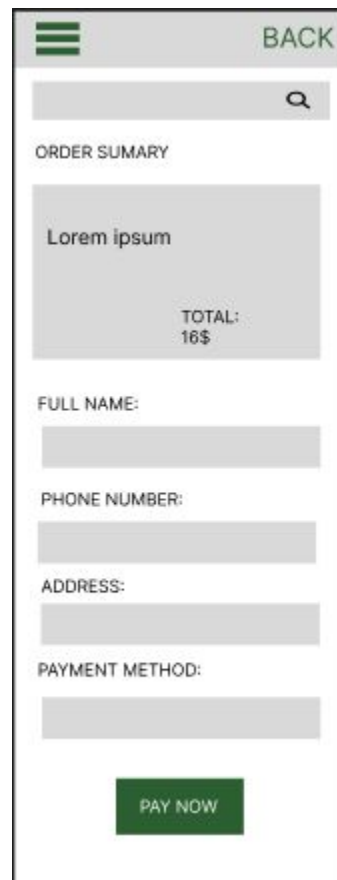 BACK
ORDER SUMARY
Lorem ipsum
TOTAL:
16$
FULL NAME:
PHONE NUMBER:
ADDRESS:
PAYMENT METHOD:
PAY NOW